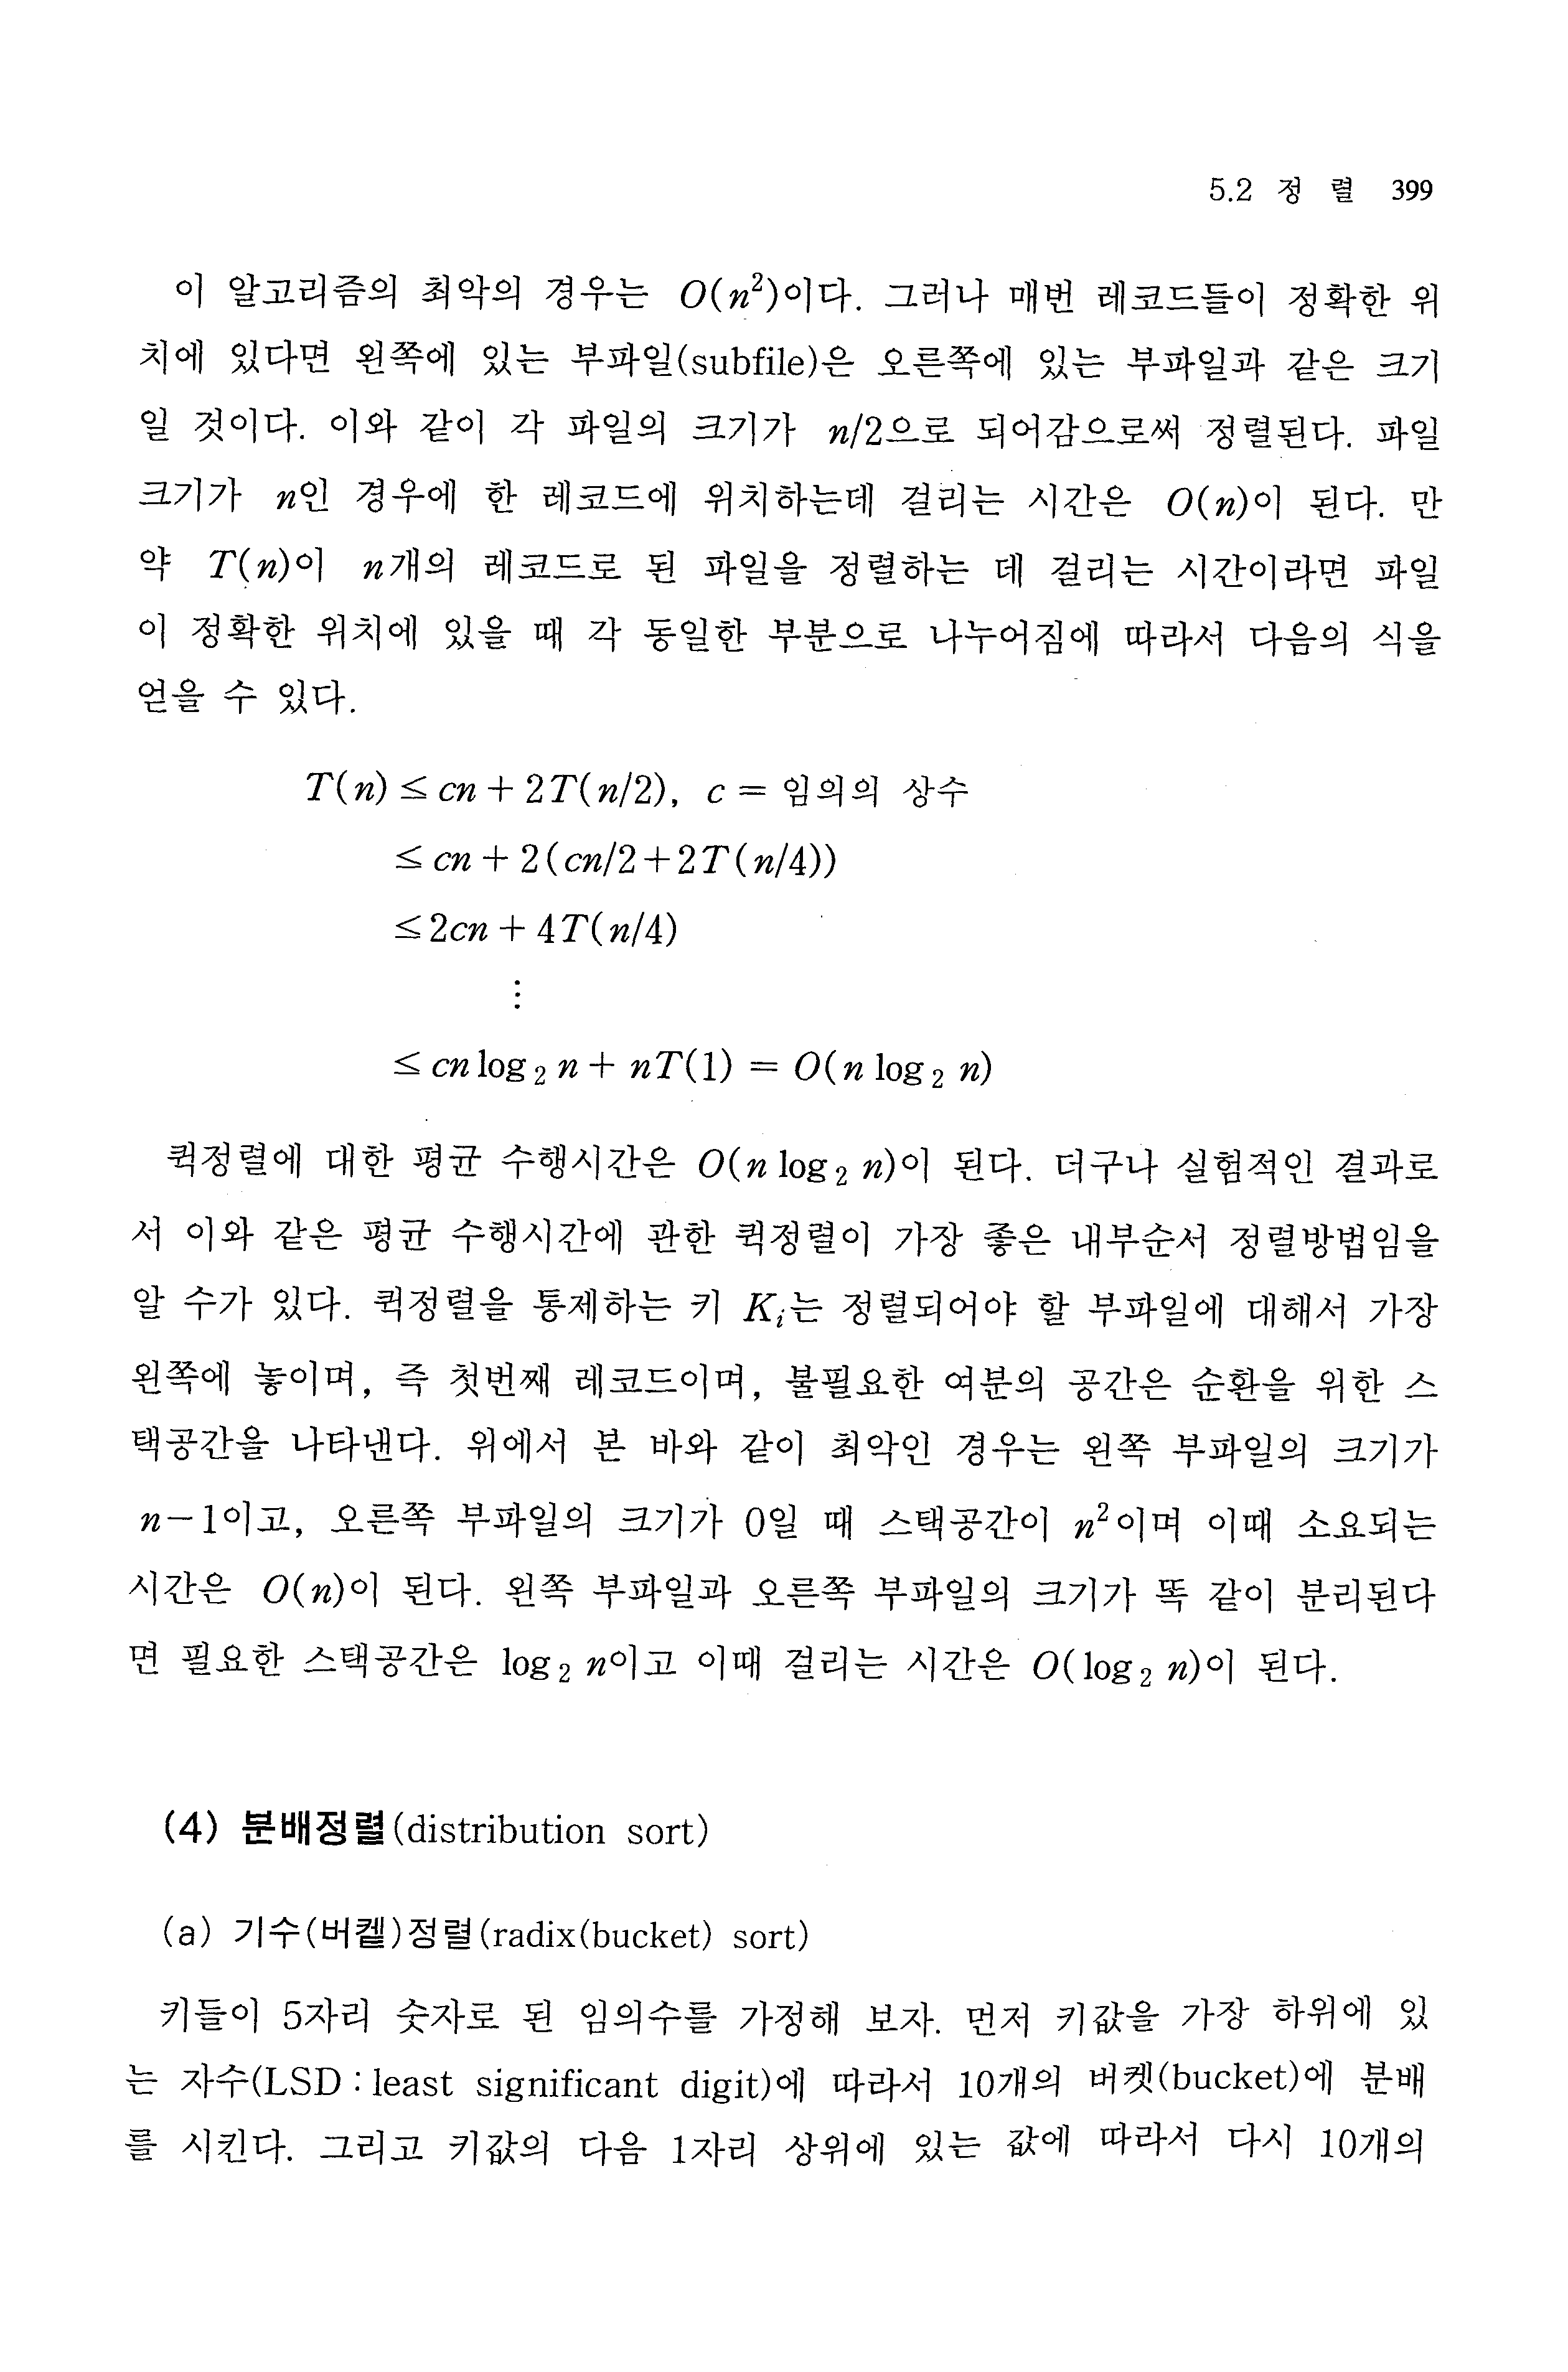 5.2 정 렬 399
이 알고리즘의 최악의 경우는 O(n²)이다. 그러나 매번 레코드들이 정확한 위
치에 있다면 왼쪽에 있는 부파일(subfile)은 오른쪽에 있는 부파일과 같은 크기
일 것이다. 이와 같이 각 파일의 크기가 n/2으로 되어감으로써 정렬된다. 파일
크기가 n인 경우에 한 레코드에 위치하는데 걸리는 시간은 O(n)이 된다. 만
약 T(n)이 n개의 레코드로 된 파일을 정렬하는 데 걸리는 시간이라면 파일
이 정확한 위치에 있을 때 각 동일한 부분으로 나누어짐에 따라서 다음의 식을
얻을 수 있다.
T(n) ≤ cn + 2T(n/2), c = 임의의 상수
≤ cn + 2(cn/2+2T(n/4))
≤ 2cn + 4T(n/4)
⋮
≤ cn log₂ n + nT(1) = O(n log₂ n)
퀵정렬에 대한 평균 수행시간은 O(n log₂ n)이 된다. 더구나 실험적인 결과로
서 이와 같은 평균 수행시간에 관한 퀵정렬이 가장 좋은 내부순서 정렬방법임을
알 수가 있다. 퀵정렬을 통제하는 키 Kᵢ는 정렬되어야 할 부파일에 대해서 가장
왼쪽에 놓이며, 즉 첫번째 레코드이며, 불필요한 여분의 공간은 순환을 위한 스
택공간을 나타낸다. 위에서 본 바와 같이 최악인 경우는 왼쪽 부파일의 크기가
n−1이고, 오른쪽 부파일의 크기가 0일 때 스택공간이 n²이며 이때 소요되는
시간은 O(n)이 된다. 왼쪽 부파일과 오른쪽 부파일의 크기가 똑 같이 분리된다
면 필요한 스택공간은 log₂ n이고 이때 걸리는 시간은 O(log₂ n)이 된다.
(4) 분배정렬(distribution sort)
(a) 기수(버켙)정렬(radix(bucket) sort)
키들이 5자리 숫자로 된 임의수를 가정해 보자. 먼저 키값을 가장 하위에 있
는 자수(LSD : least significant digit)에 따라서 10개의 버켓(bucket)에 분배
를 시킨다. 그리고 키값의 다음 1자리 상위에 있는 값에 따라서 다시 10개의